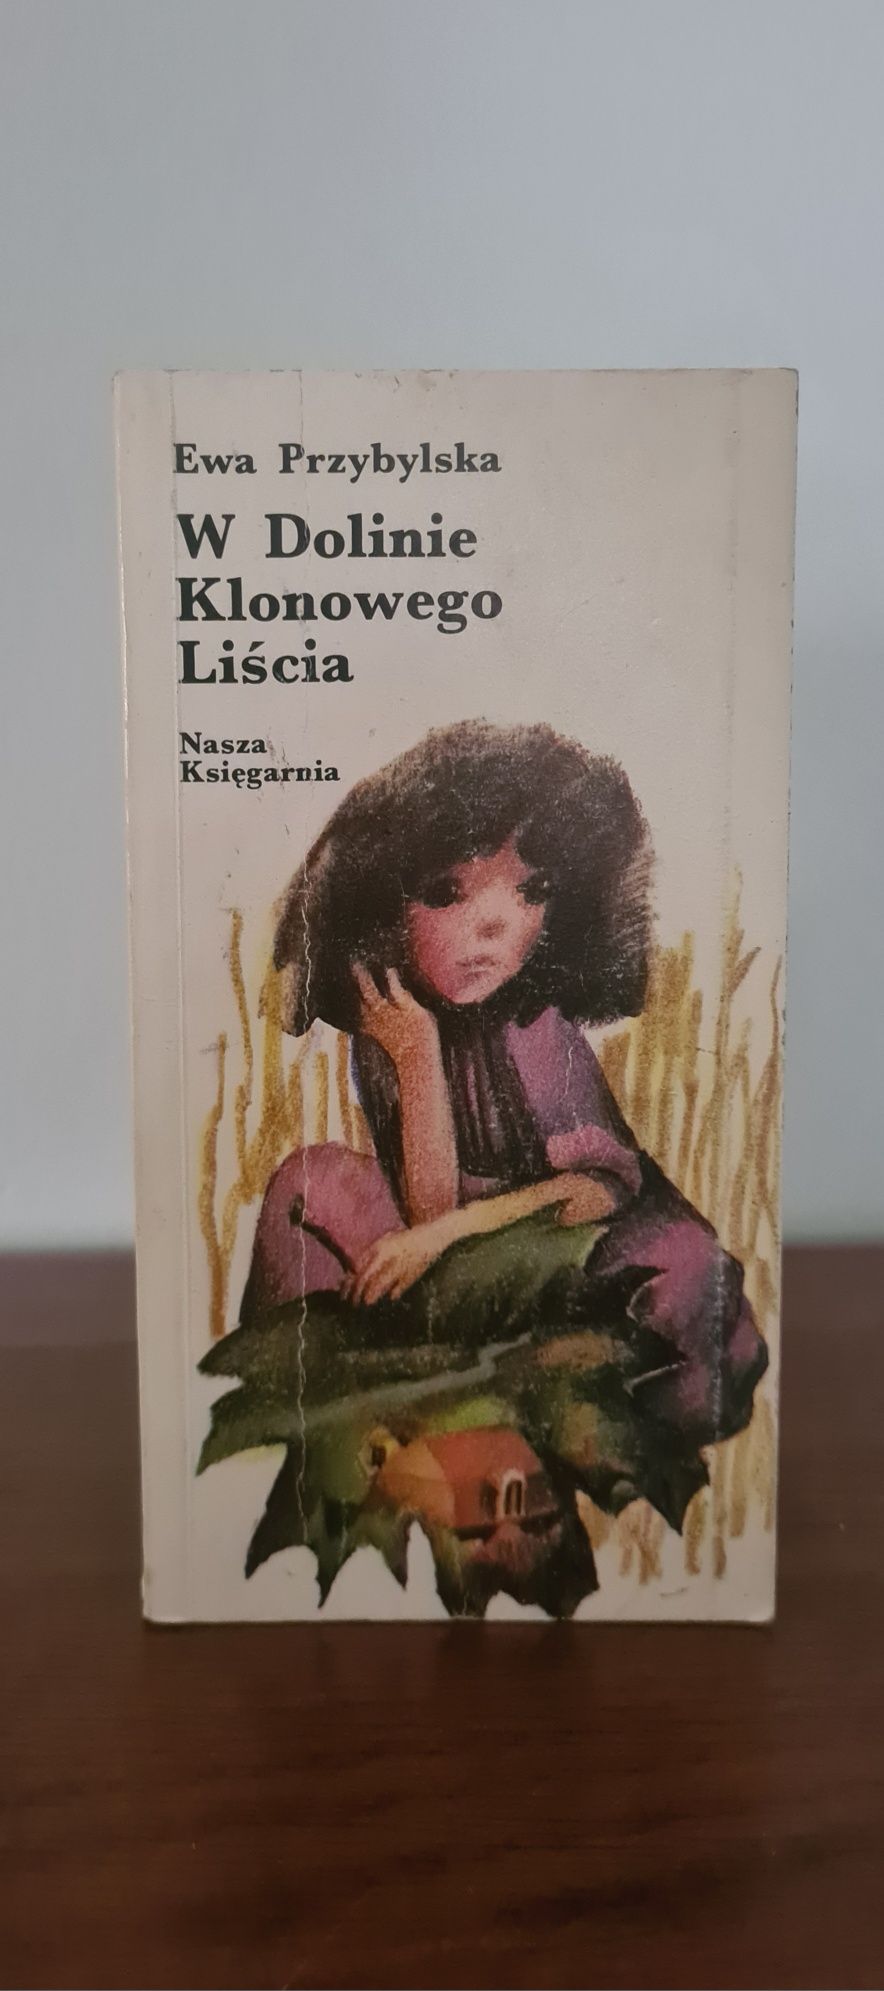 Ewa Przybylska
W Dolinie
Klonowego
Liścia
Nasza
Księgarnia